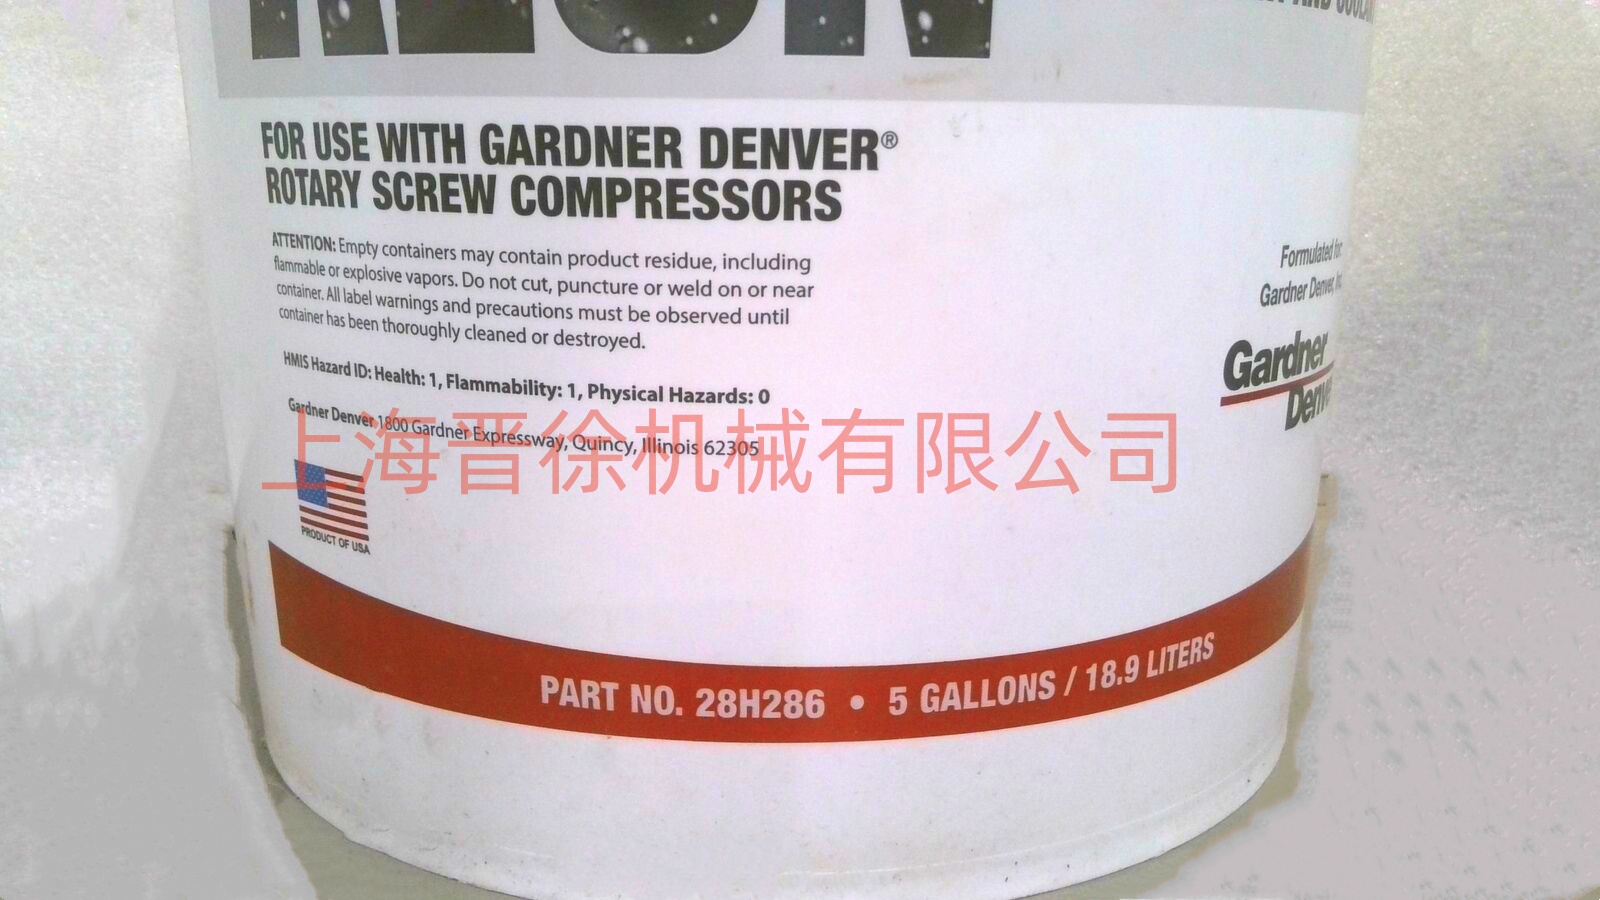 AND
FOR USE WITH GARDNER DENVER®
ROTARY SCREW COMPRESSORS
ATTENTION: Empty containers may contain product residue, including
flammable or explosive vapors. Do not cut, puncture or weld on or near
container. All label warnings and precautions must be observed until
container has been thoroughly cleaned or destroyed.
HMIS Hazard ID: Health: 1, Flammability: 1, Physical Hazards: 0
Gardner Denver 1800 Gardner Expressway, Quincy, Illinois 62305
上海晋徐机械有限公司
PRODUCT OF USA
Formulated for:
Gardner Denver,
Gardner
PART NO. 28H286 • 5 GALLONS / 18.9 LITERS